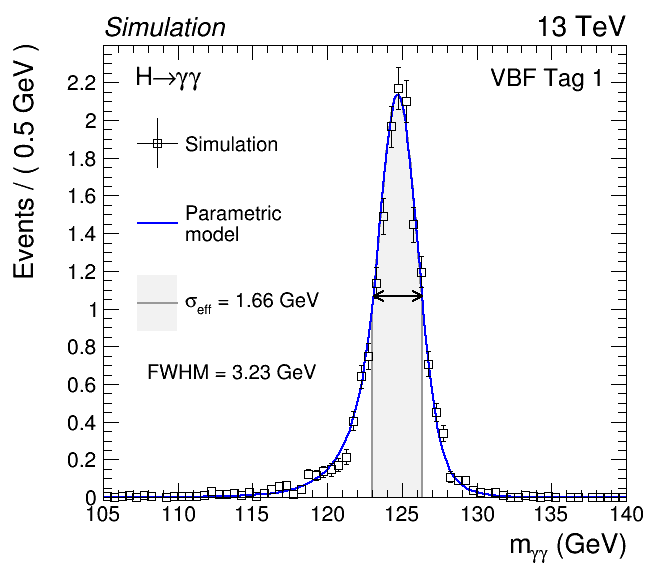 Simulation
13 TeV
H→γγ
VBF Tag 1
Simulation
Parametric
model
σeff = 1.66 GeV
FWHM = 3.23 GeV
Events / ( 0.5 GeV )
2.2
2
1.8
1.6
1.4
1.2
1
0.8
0.6
0.4
0.2
0
105 110 115 120 125 130 135 140
mγγ (GeV)